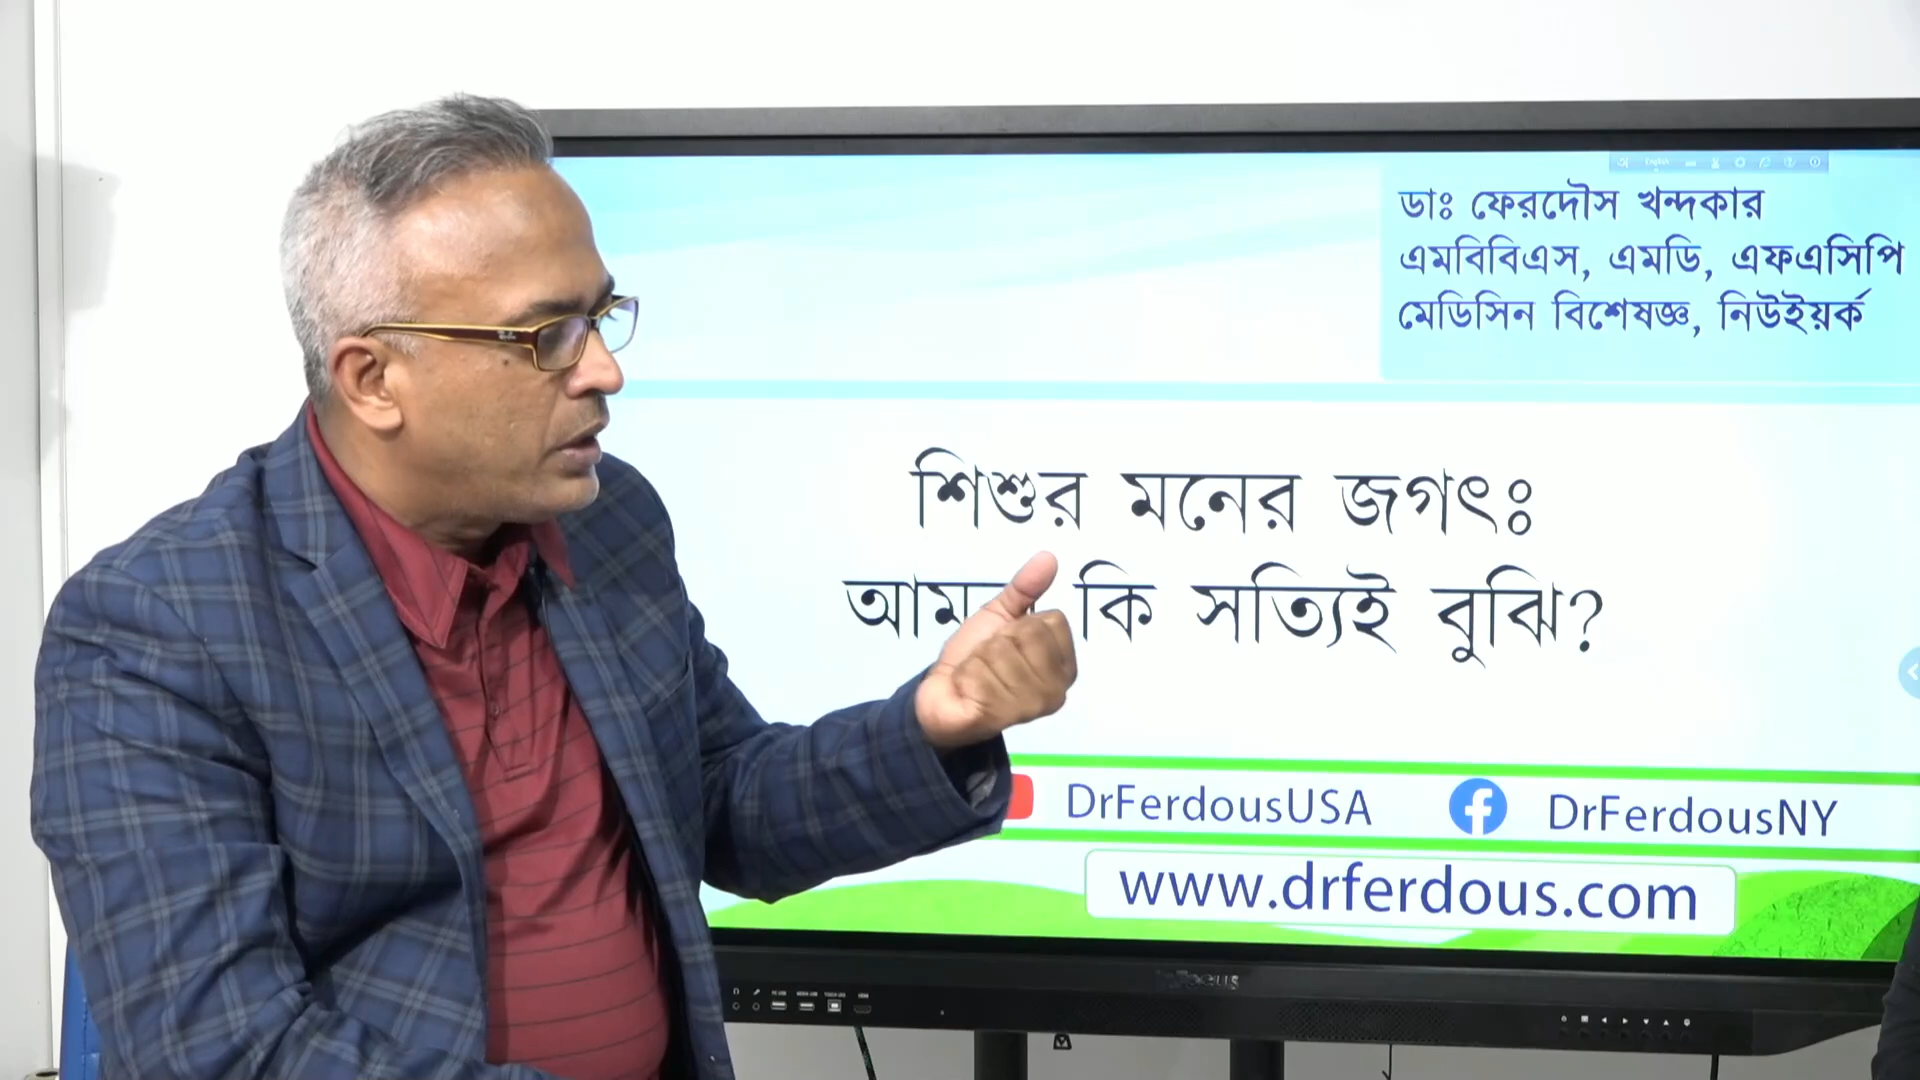 ডাঃ ফেরদৌস খন্দকার
এমবিবিএস, এমডি, এফএসিপি
মেডিসিন বিশেষজ্ঞ, নিউইয়র্ক
শিশুর মনের জগৎঃ
কি সত্যিই বুঝি?
DrFerdousUSA
DrFerdousNY
www.drferdous.com